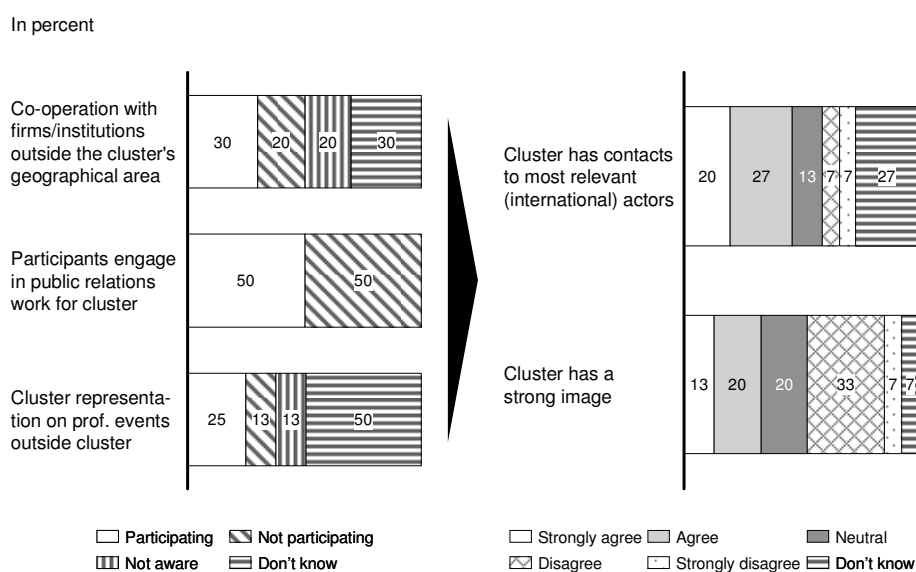 In percent
Co-operation with
firms/institutions
outside the cluster's
geographical area
30 20 20 30
Participants engage
in public relations
work for cluster
50 50
Cluster representa-
tion on prof. events
outside cluster
25 13 13 50
Participating Not participating
Not aware Don't know
Cluster has contacts
to most relevant
(international) actors
20 27 13 7 7 27
Cluster has a
strong image
13 20 20 33 7 7
Strongly agree Agree Neutral
Disagree Strongly disagree Don't know